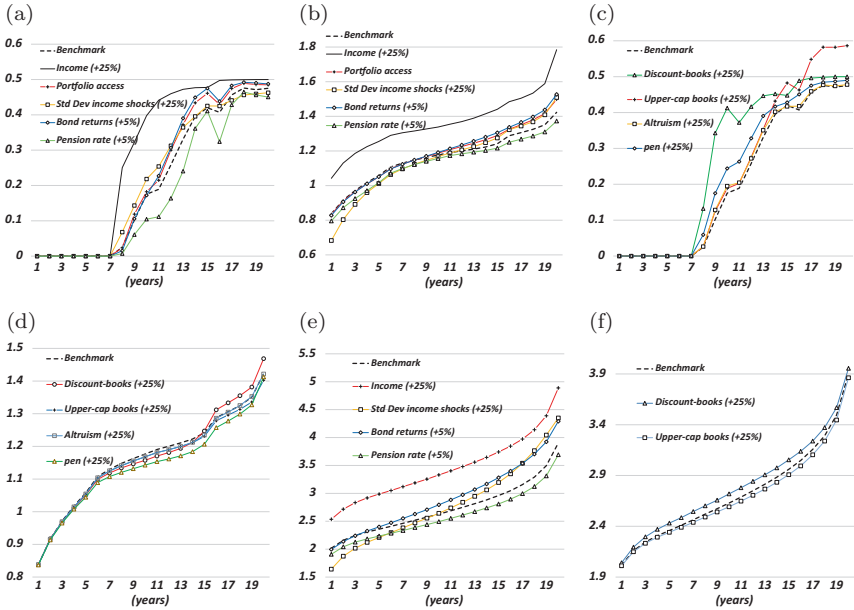 (a)
0.6
0.5
0.4
0.3
0.2
0.1
0
Benchmark
Income (+25%)
Portfolio access
Std Dev income shocks (+25%)
Bond returns (+5%)
Pension rate (+5%)
1 3 5 7 9 11 13 15 17 19
(years)
(b)
1.8
1.6
1.4
1.2
1
0.8
0.6
Benchmark
Income (+25%)
Portfolio access
Std Dev income shocks (+25%)
Bond returns (+5%)
Pension rate (+5%)
1 3 5 7 9 11 13 15 17 19
(years)
(c)
0.6
0.5
0.4
0.3
0.2
0.1
0
Benchmark
Discount-books (+25%)
Upper-cap books (+25%)
Altruism (+25%)
pen (+25%)
1 3 5 7 9 11 13 15 17 19
(years)
(d)
1.5
1.4
1.3
1.2
1.1
1
0.9
0.8
Benchmark
Discount-books (+25%)
Upper-cap books (+25%)
Altruism (+25%)
pen (+25%)
1 3 5 7 9 11 13 15 17 19
(years)
(e)
5.5
5
4.5
4
3.5
3
2.5
2
1.5
Benchmark
Income (+25%)
Std Dev income shocks (+25%)
Bond returns (+5%)
Pension rate (+5%)
1 3 5 7 9 11 13 15 17 19
(years)
(f)
3.9
3.4
2.9
2.4
1.9
Benchmark
Discount-books (+25%)
Upper-cap books (+25%)
1 3 5 7 9 11 13 15 17 19
(years)